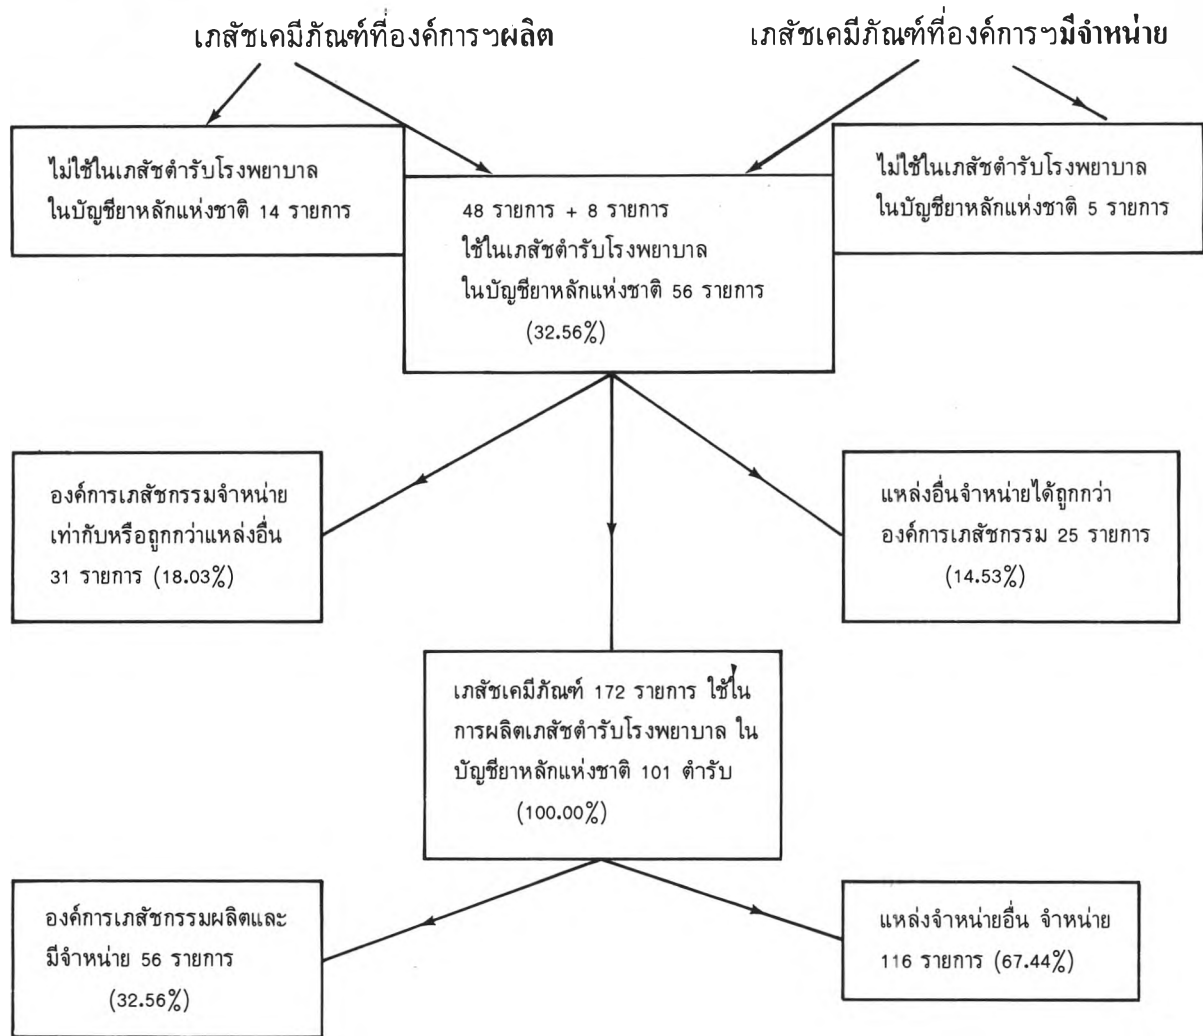 เภสัชเคมีภัณฑ์ที่องค์การฯผลิต
เภสัชเคมีภัณฑ์ที่องค์การฯมีจำหน่าย
ไม่ใช้ในเภสัชตำรับโรงพยาบาล
ในบัญชียาหลักแห่งชาติ 14 รายการ
48 รายการ + 8 รายการ
ใช้ในเภสัชตำรับโรงพยาบาล
ในบัญชียาหลักแห่งชาติ 56 รายการ
(32.56%)
ไม่ใช้ในเภสัชตำรับโรงพยาบาล
ในบัญชียาหลักแห่งชาติ 5 รายการ
องค์การเภสัชกรรมจำหน่าย
เท่ากับหรือถูกกว่าแหล่งอื่น
31 รายการ (18.03%)
แหล่งอื่นจำหน่ายได้ถูกกว่า
องค์การเภสัชกรรม 25 รายการ
(14.53%)
เภสัชเคมีภัณฑ์ 172 รายการ ใช้ใน
การผลิตเภสัชตำรับโรงพยาบาล ใน
บัญชียาหลักแห่งชาติ 101 ตำรับ
(100.00%)
องค์การเภสัชกรรมผลิตและ
มีจำหน่าย 56 รายการ
(32.56%)
แหล่งจำหน่ายอื่น จำหน่าย
116 รายการ (67.44%)